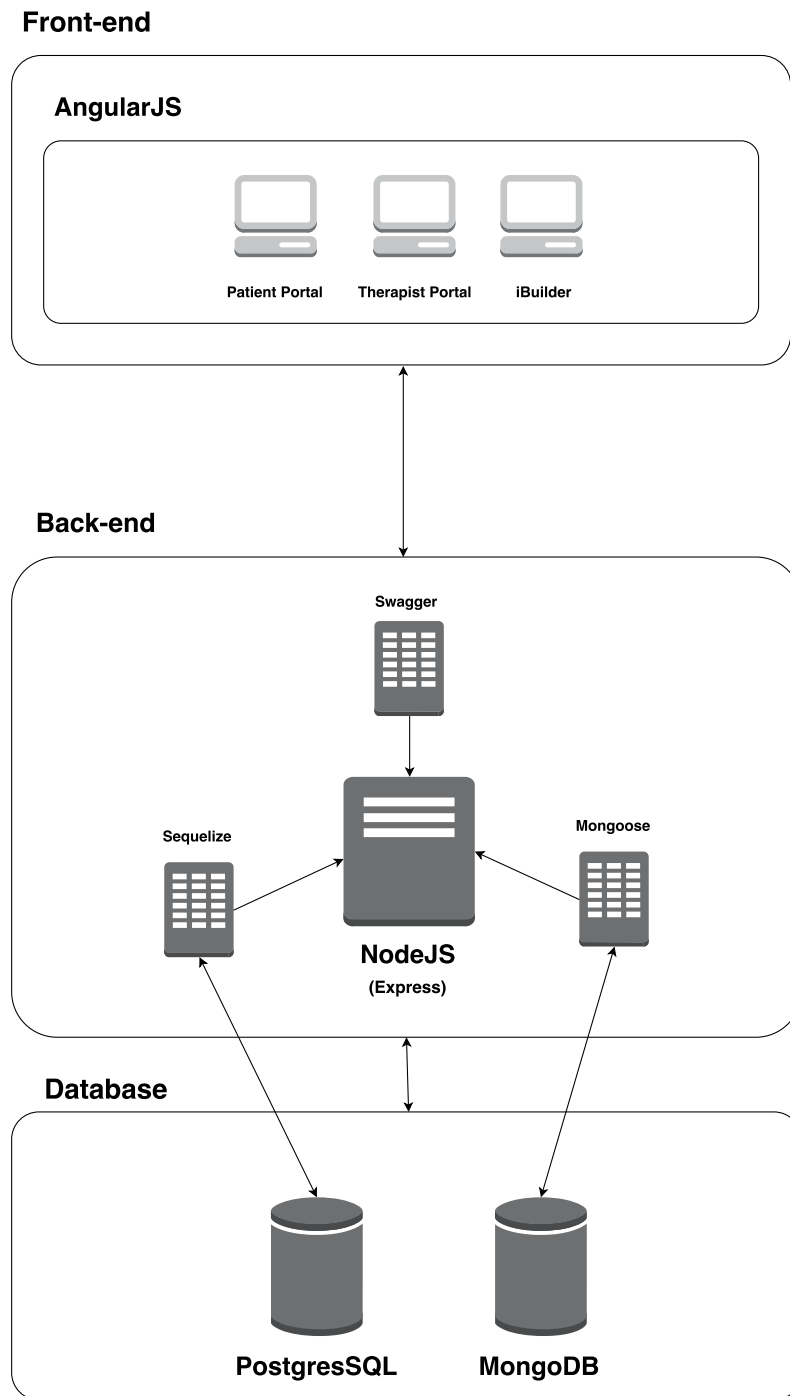 Front-end
AngularJS
Patient Portal
Therapist Portal
iBuilder
Back-end
Swagger
Sequelize
Mongoose
NodeJS
(Express)
Database
PostgresSQL
MongoDB